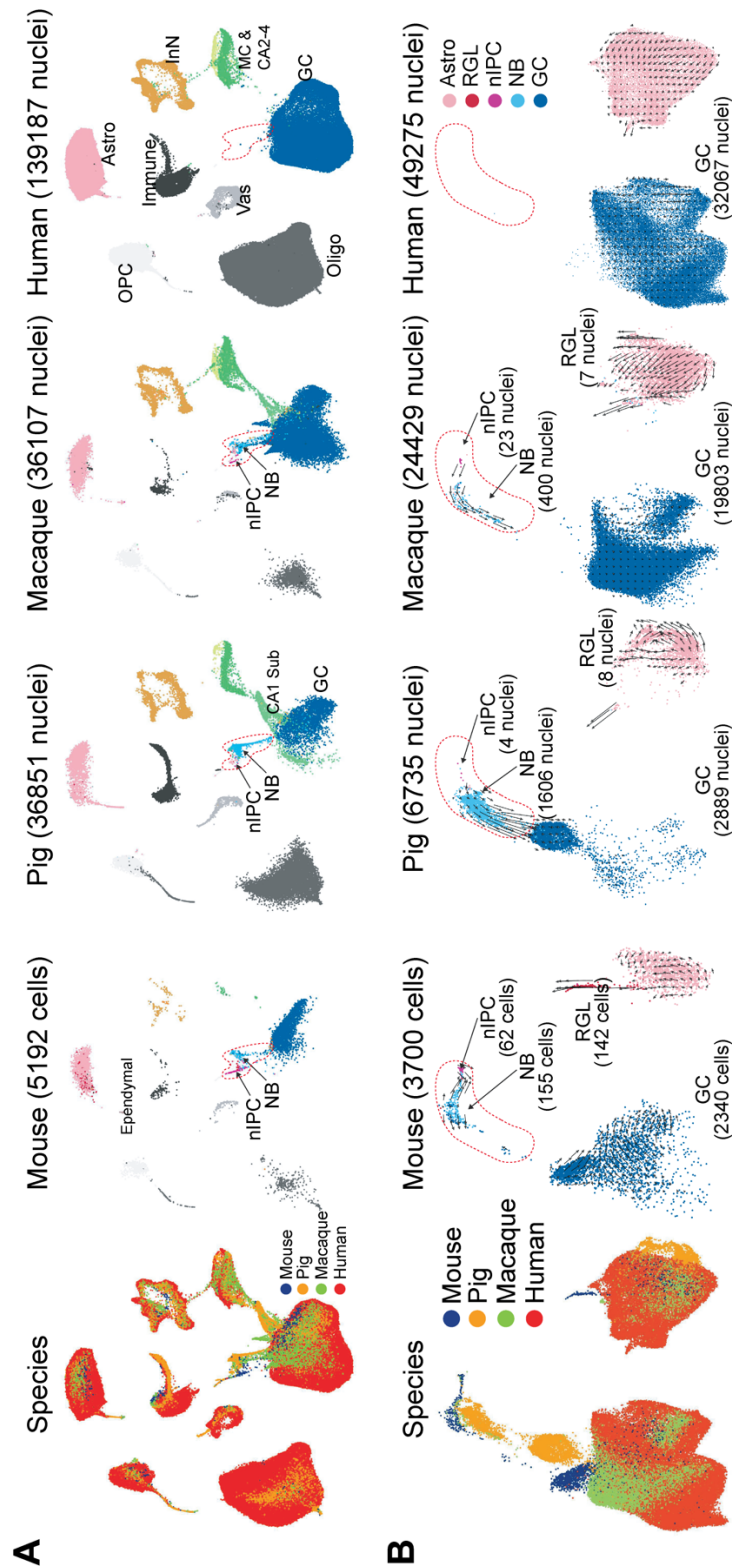 A
Species
Mouse
Pig
Macaque
Human
Mouse (5192 cells)
Ependymal
nIPC
NB
Pig (36851 nuclei)
nIPC
NB
CA1 Sub
GC
Macaque (36107 nuclei)
nIPC
NB
Human (139187 nuclei)
OPC
Astro
Immune
InN
Vas
MC &
CA2-4
Oligo
GC
B
Species
Mouse
Pig
Macaque
Human
Mouse (3700 cells)
nIPC
(62 cells)
NB
(155 cells)
RGL
(142 cells)
GC
(2340 cells)
Pig (6735 nuclei)
nIPC
(4 nuclei)
NB
(1606 nuclei)
RGL
(8 nuclei)
GC
(2889 nuclei)
Macaque (24429 nuclei)
nIPC
(23 nuclei)
NB
(400 nuclei)
RGL
(7 nuclei)
GC
(19803 nuclei)
Human (49275 nuclei)
Astro
RGL
nIPC
NB
GC
GC
(32067 nuclei)